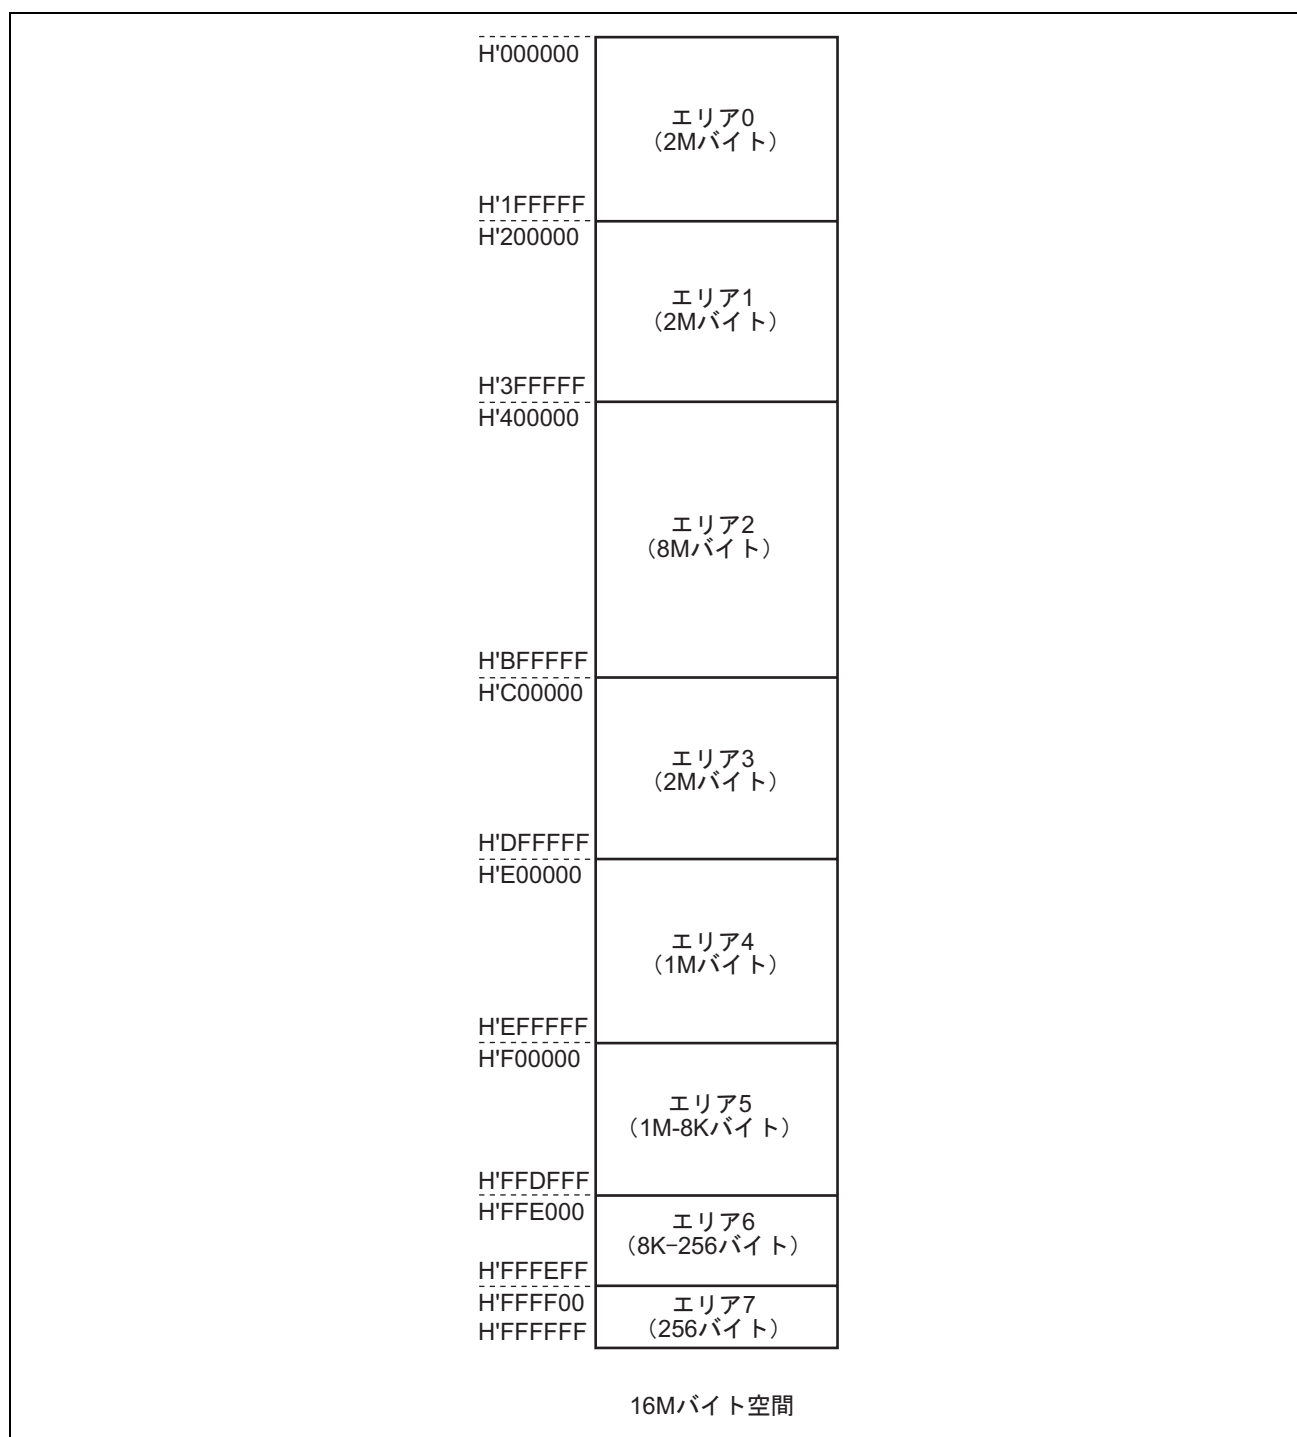 H'000000
エリア0
（2Mバイト）
H'1FFFFF
H'200000
エリア1
（2Mバイト）
H'3FFFFF
H'400000
エリア2
（8Mバイト）
H'BFFFFF
H'C00000
エリア3
（2Mバイト）
H'DFFFFF
H'E00000
エリア4
（1Mバイト）
H'EFFFFF
H'F00000
エリア5
（1M-8Kバイト）
H'FFDFFF
H'FFE000
エリア6
（8K−256バイト）
H'FFFEFF
H'FFFF00
エリア7
（256バイト）
H'FFFFFF
16Mバイト空間